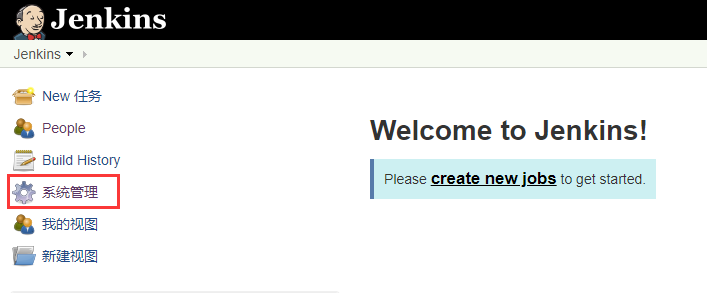 Jenkins
Jenkins
New 任务
People
Build History
系统管理
我的视图
新建视图
Welcome to Jenkins!
Please create new jobs to get started.